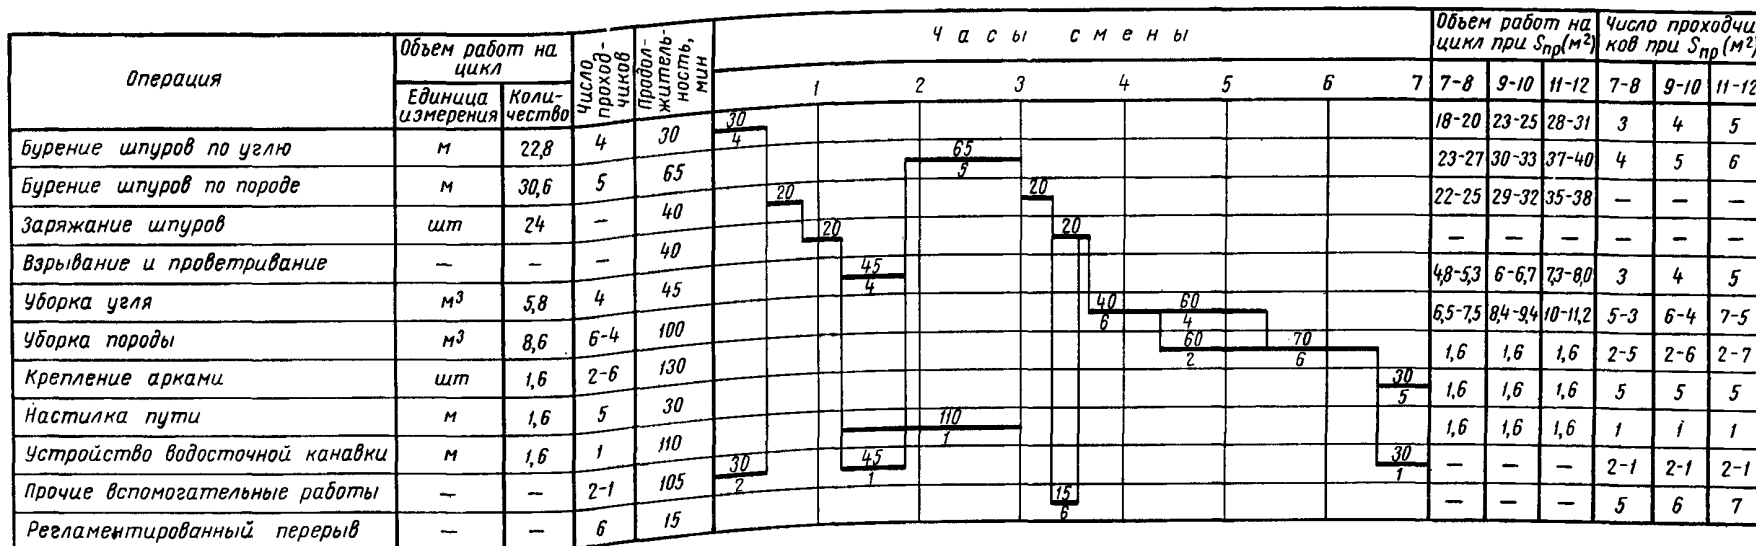 Операция
Объем работ на цикл
Единица измерения
Коли-чество
Число проход-чиков
Продол-житель-ность, мин
Часы смены
1 2 3 4 5 6 7
Объем работ на цикл при Sпр(м²)
7-8 9-10 11-12
Число проходчи-ков при Sпр(м²)
7-8 9-10 11-12
Бурение шпуров по углю м 22,8 4 30 30 4 18-20 23-25 28-31 3 4 5
Бурение шпуров по породе м 30,6 5 65 65 5 23-27 30-33 37-40 4 5 6
Заряжание шпуров шт 24 — 40 20 20 22-25 29-32 35-38 — — —
Взрывание и проветривание — — — 40 20 20 — — — — — —
Уборка угля м³ 5,8 4 45 45 4 4,8-5,3 6-6,7 7,3-8,0 3 4 5
Уборка породы м³ 8,6 6-4 100 40 6 60 4 6,5-7,5 8,4-9,4 10-11,2 5-3 6-4 7-5
Крепление арками шт 1,6 2-6 130 60 2 70 6 1,6 1,6 1,6 2-5 2-6 2-7
Настилка пути м 1,6 5 30 30 5 1,6 1,6 1,6 5 5 5
Устройство водосточной канавки м 1,6 1 110 110 1 1,6 1,6 1,6 1 1 1
Прочие вспомогательные работы — — 2-1 105 30 2 45 1 30 1 — — — 2-1 2-1 2-1
Регламентированный перерыв — — 6 15 15 6 — — — 5 6 7